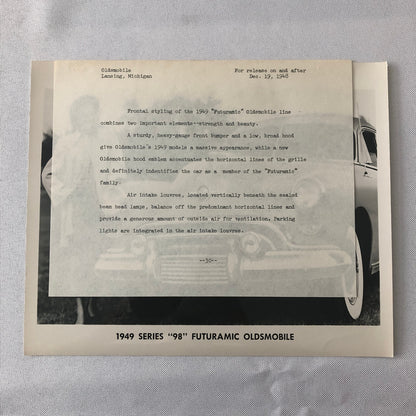 Oldsmobile For release on and after
Lansing, Michigan Dec. 19, 1948
Frontal styling of the 1949 "Futuramic" Oldsmobile line
combines two important elements--strength and beauty.
A sturdy, heavy-gauge front bumper and a low, broad hood
give Oldsmobile's 1949 models a massive appearance, while a new
Oldsmobile hood emblem accentuates the horizontal lines of the grille
and definitely indentifies the car as a member of the "Futuramic"
family.
Air intake louvres, located vertically beneath the sealed
beam head lamps, balance off the predominant horizontal lines and
provide a generous amount of outside air for ventilation. Parking
lights are integrated in the air intake louvres.
--30--
1949 SERIES "98" FUTURAMIC OLDSMOBILE